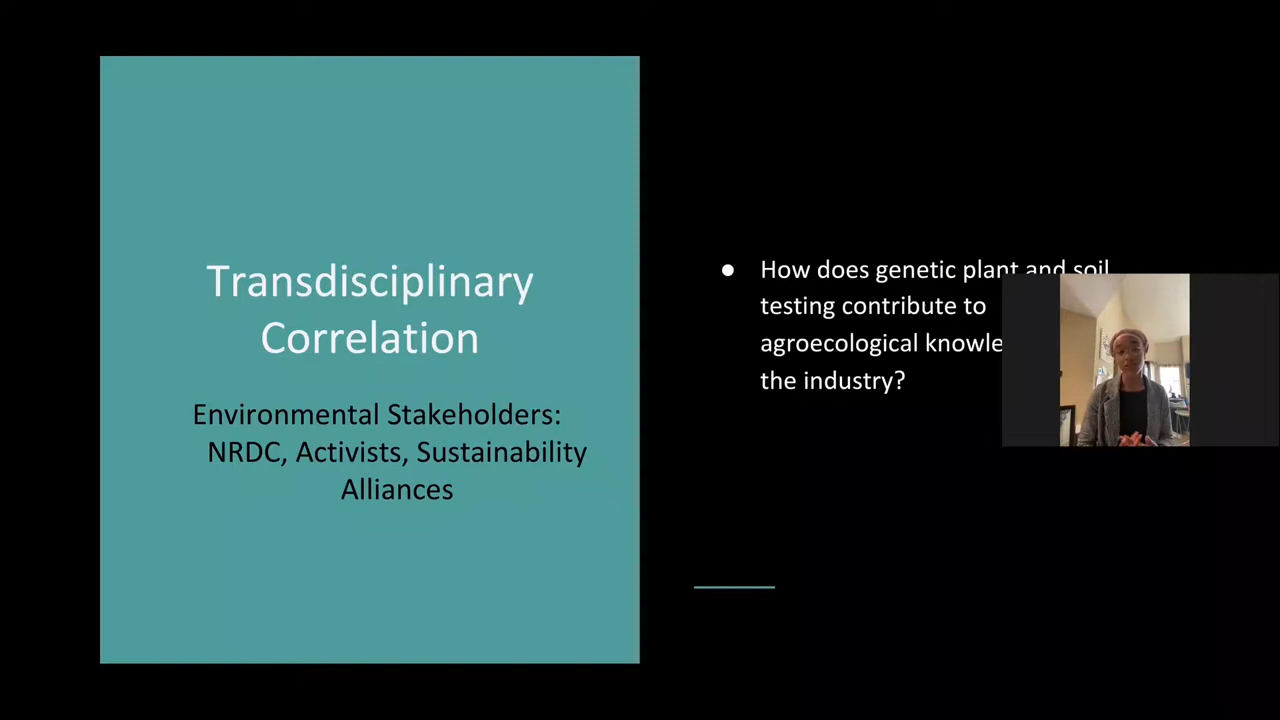 Transdisciplinary
Correlation
Environmental Stakeholders:
NRDC, Activists, Sustainability
Alliances
● How does genetic plant and soil
testing contribute to
agroecological
the industry?